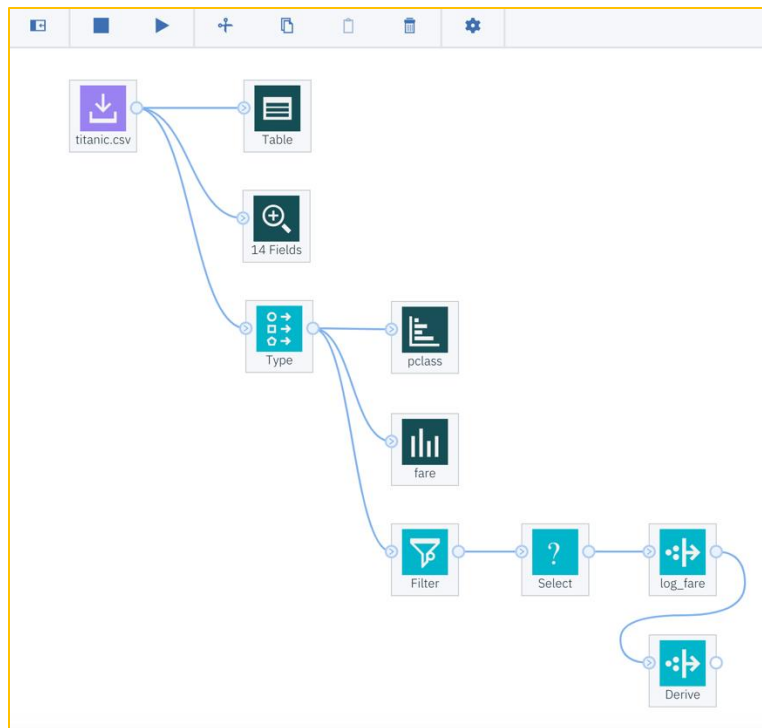 titanic.csv
Table
14 Fields
Type
pclass
fare
Filter
?
Select
log_fare
Derive